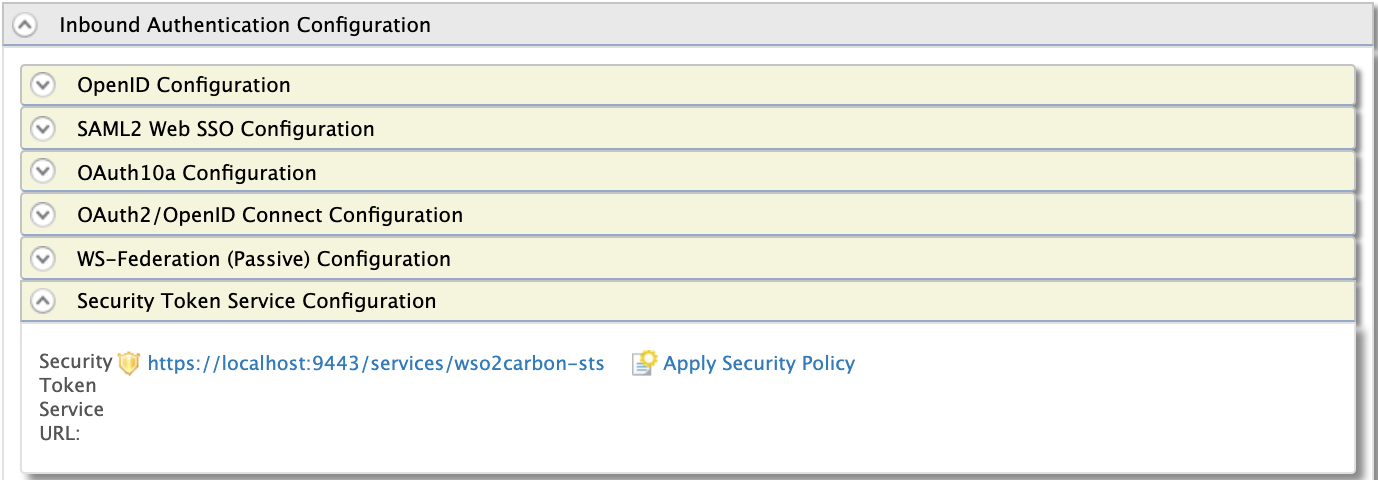 Inbound Authentication Configuration
OpenID Configuration
SAML2 Web SSO Configuration
OAuth10a Configuration
OAuth2/OpenID Connect Configuration
WS-Federation (Passive) Configuration
Security Token Service Configuration
Security https://localhost:9443/services/wso2carbon-sts Apply Security Policy
Token
Service
URL: